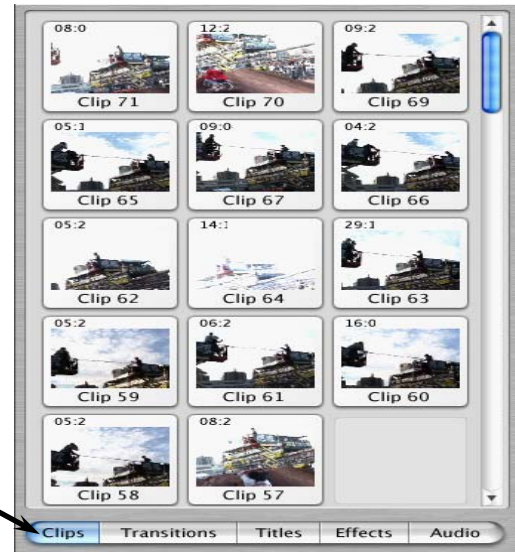 08:0 12:2 09:2
Clip 71 Clip 70 Clip 69
05:1 09:0 04:2
Clip 65 Clip 67 Clip 66
05:2 14:1 29:1
Clip 62 Clip 64 Clip 63
05:2 06:2 16:0
Clip 59 Clip 61 Clip 60
05:2 08:2
Clip 58 Clip 57
Clips Transitions Titles Effects Audio